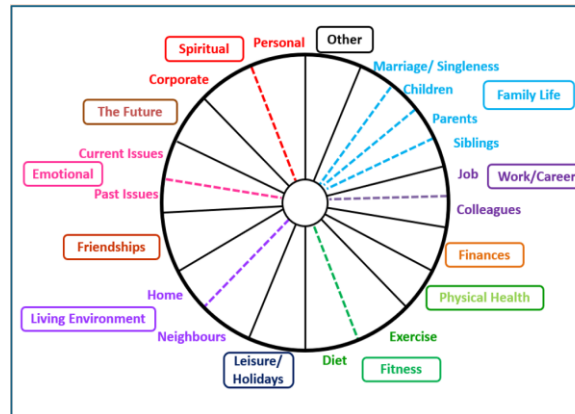 Personal
Other
Spiritual
Marriage/ Singleness
Corporate
Children
Family Life
The Future
Parents
Siblings
Current Issues
Emotional
Job
Work/Career
Past Issues
Colleagues
Friendships
Finances
Home
Physical Health
Living Environment
Neighbours
Exercise
Leisure/
Holidays
Diet
Fitness